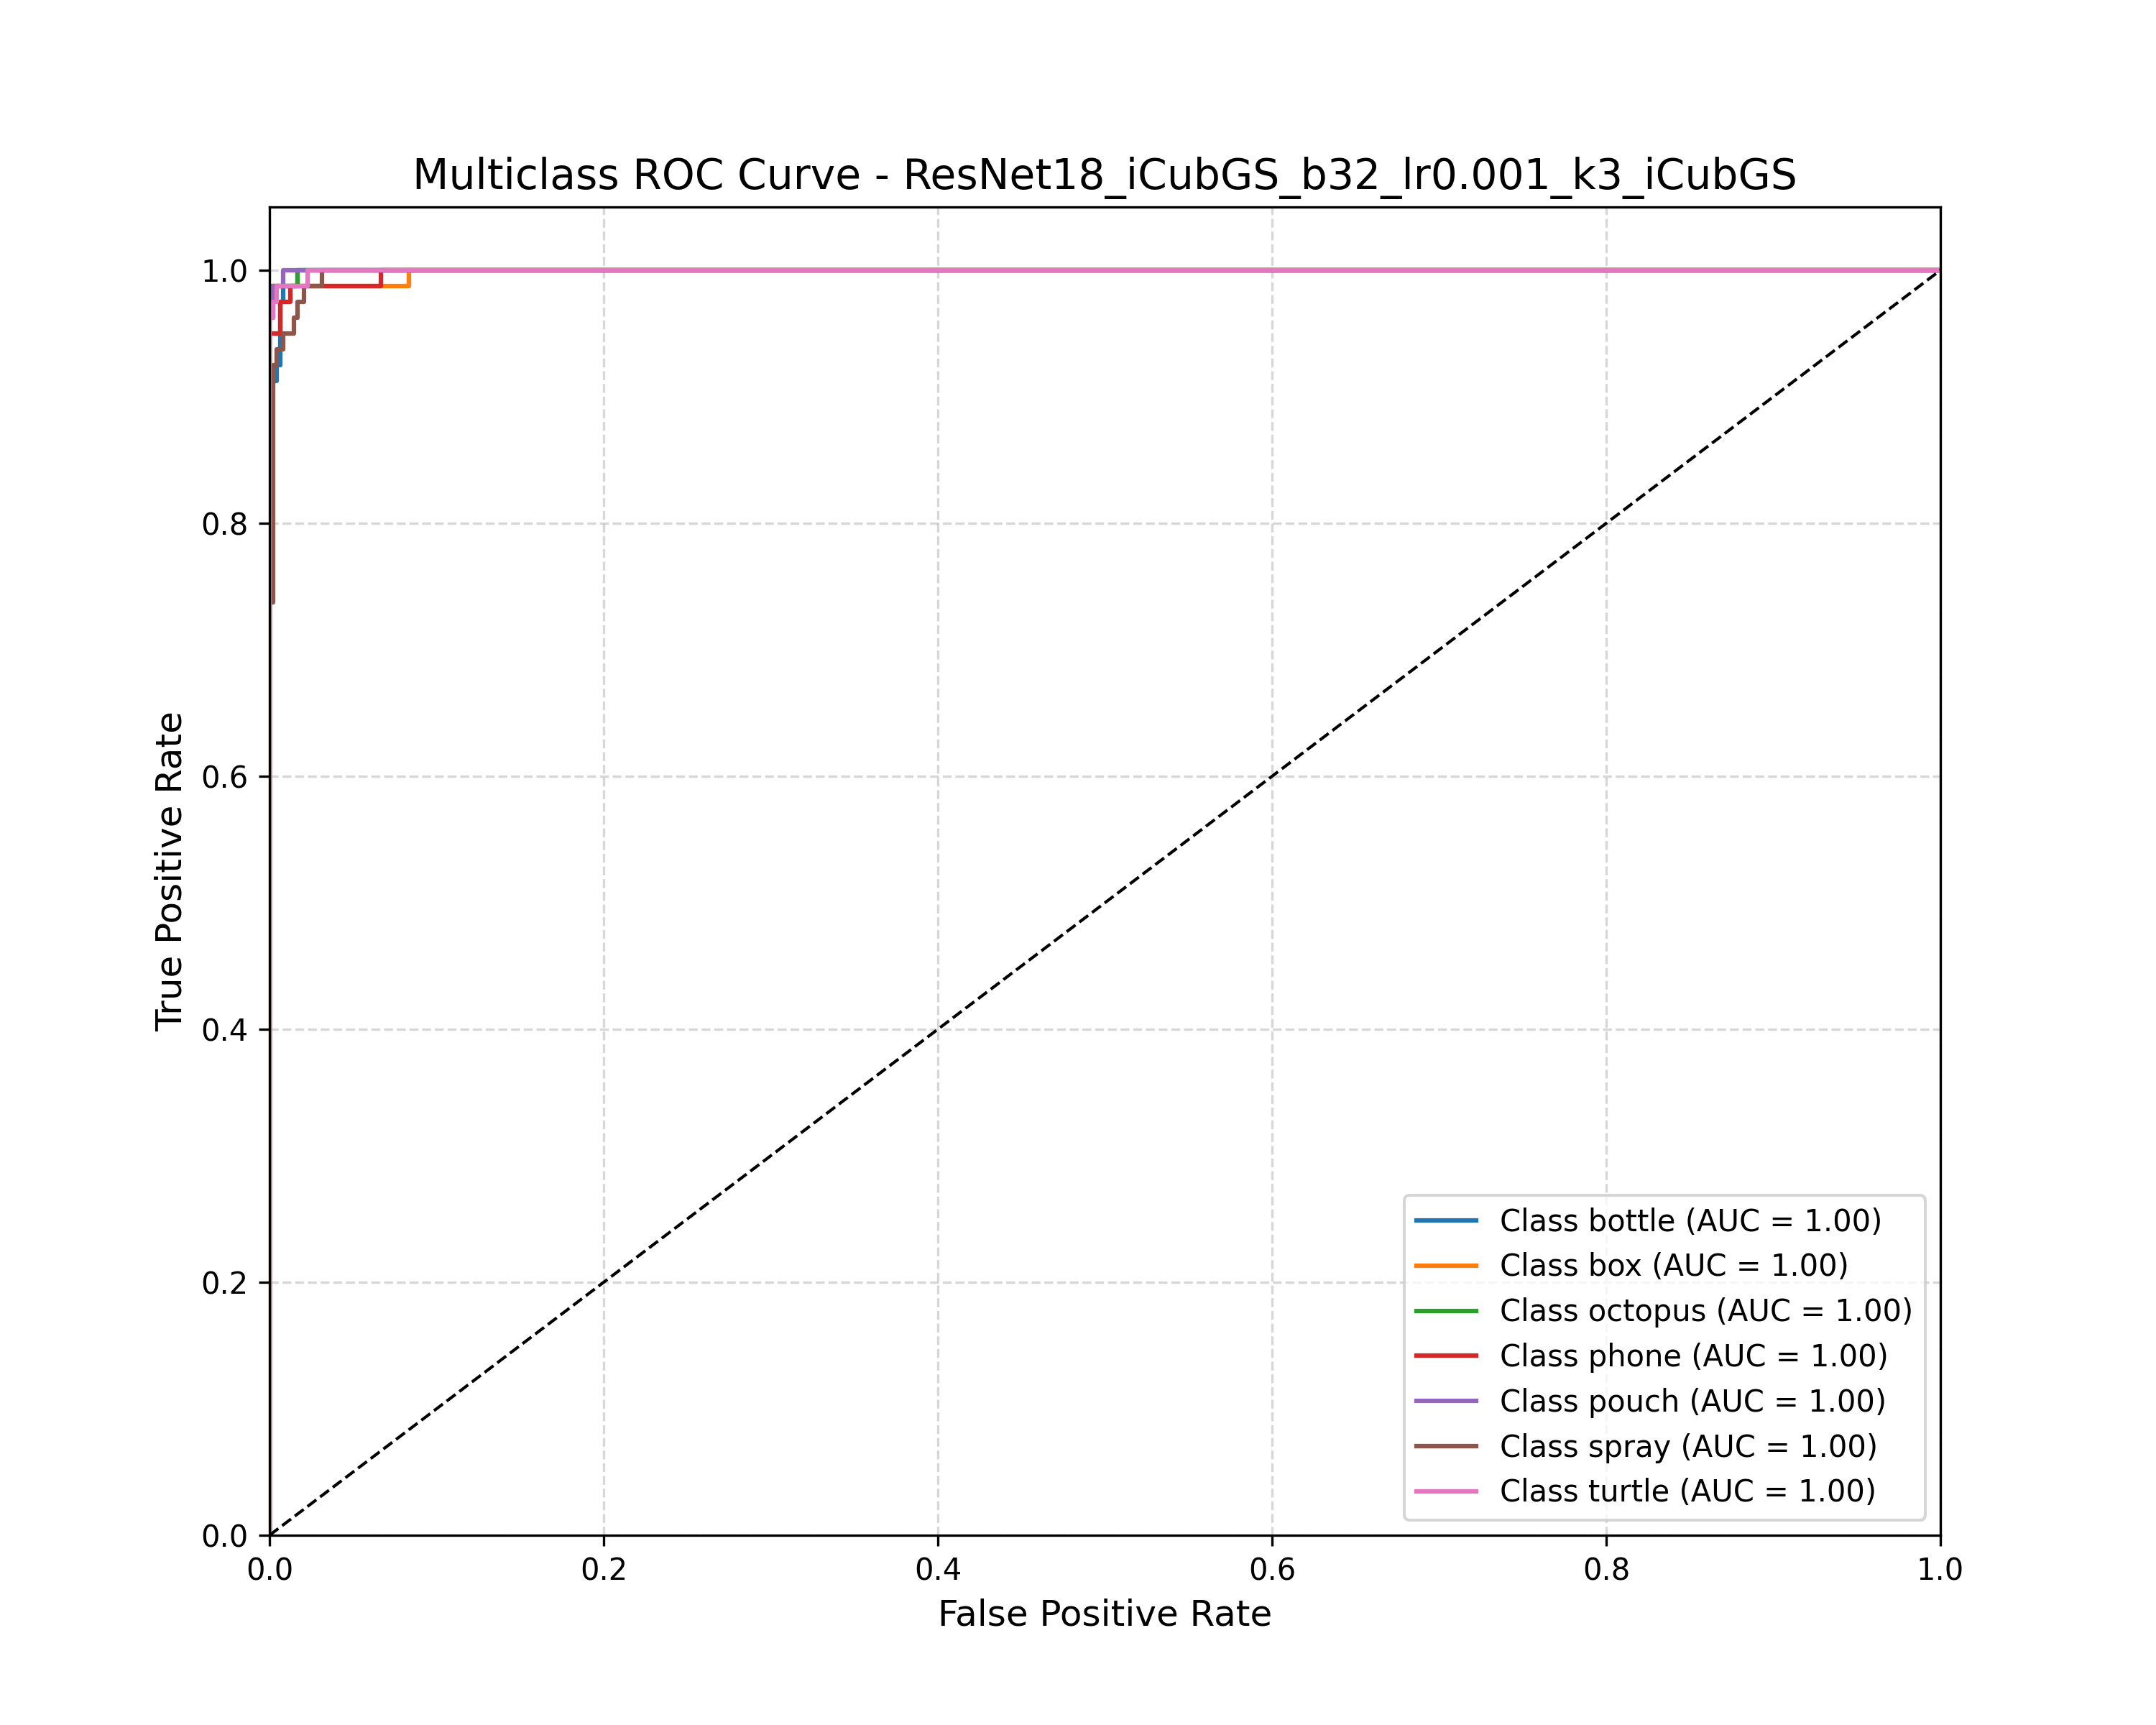 Multiclass ROC Curve - ResNet18_iCubGS_b32_lr0.001_k3_iCubGS
True Positive Rate
1.0
0.8
0.6
0.4
0.2
0.0
0.0 0.2 0.4 0.6 0.8 1.0
False Positive Rate
Class bottle (AUC = 1.00)
Class box (AUC = 1.00)
Class octopus (AUC = 1.00)
Class phone (AUC = 1.00)
Class pouch (AUC = 1.00)
Class spray (AUC = 1.00)
Class turtle (AUC = 1.00)